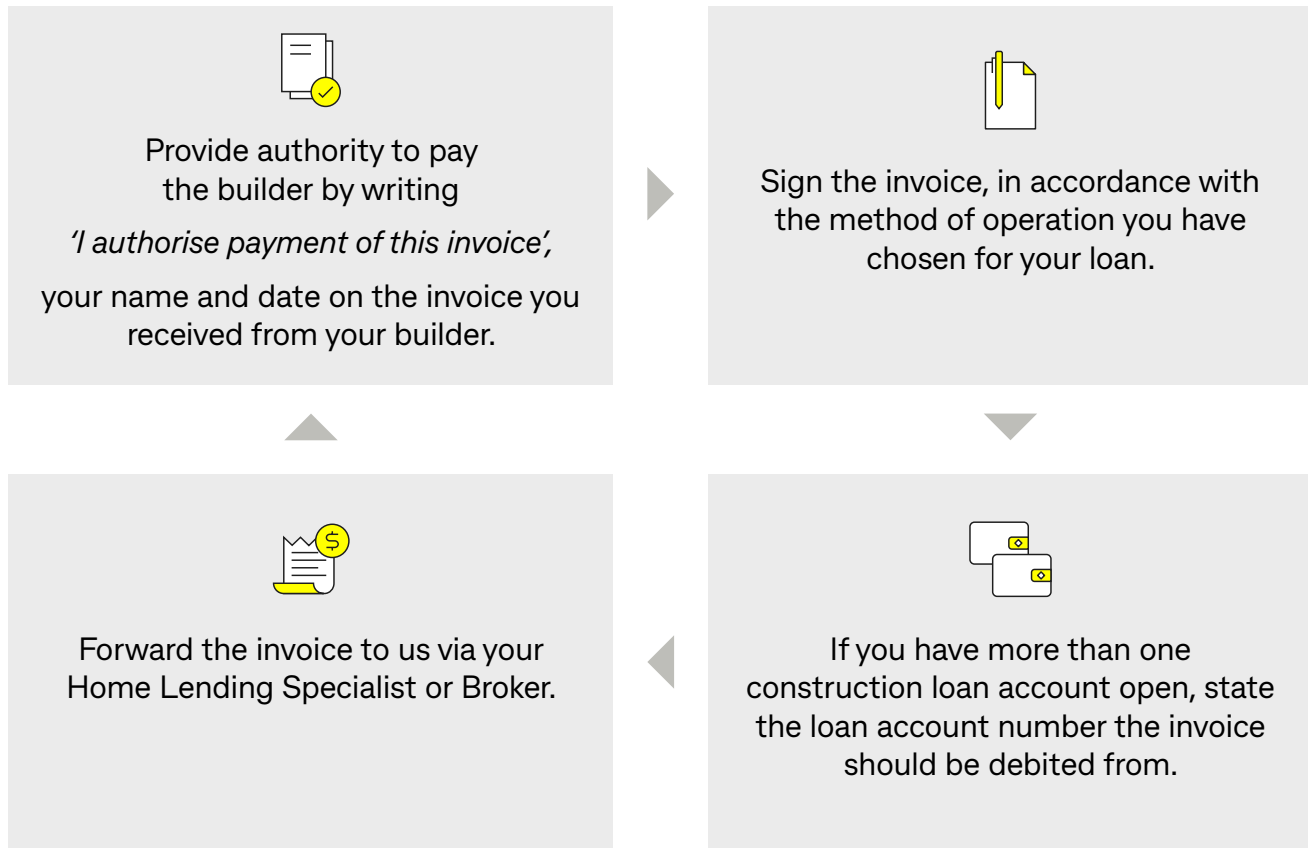 Provide authority to pay
the builder by writing
‘I authorise payment of this invoice’,
your name and date on the invoice you
received from your builder.
Sign the invoice, in accordance with
the method of operation you have
chosen for your loan.
If you have more than one
construction loan account open, state
the loan account number the invoice
should be debited from.
Forward the invoice to us via your
Home Lending Specialist or Broker.